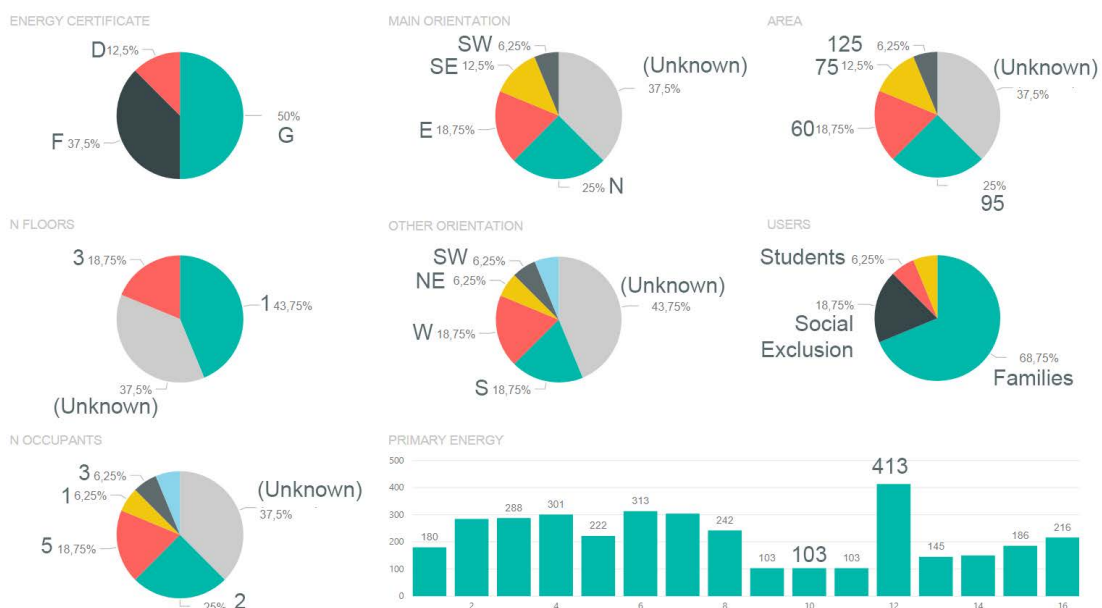 ENERGY CERTIFICATE
D 12,5%
F 37,5%
50%
G
MAIN ORIENTATION
SW 6,25%
SE 12,5%
E 18,75%
(Unknown)
37,5%
25% N
AREA
125 6,25%
75 12,5%
60 18,75%
(Unknown)
37,5%
25%
95
N FLOORS
3 18,75%
1 43,75%
37,5%
(Unknown)
OTHER ORIENTATION
SW 6,25%
NE 6,25%
W 18,75%
S 18,75%
(Unknown)
43,75%
USERS
Students 6,25%
18,75%
Social
Exclusion
68,75%
Families
N OCCUPANTS
3 6,25%
1 6,25%
5 18,75%
(Unknown)
37,5%
25% 2
PRIMARY ENERGY
500
400
300
200
100
0
180
288
301
222
313
242
103
103
103
413
145
186
216
2 4 6 8 10 12 14 16